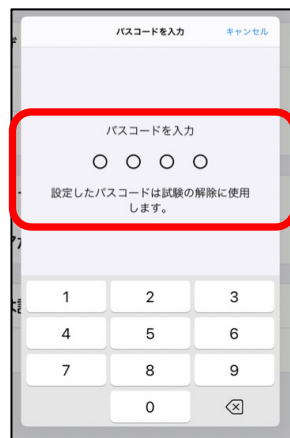 パスコードを入力 キャンセル
パスコードを入力
設定したパスコードは試験の解除に使用
します。
1 2 3
4 5 6
7 8 9
0